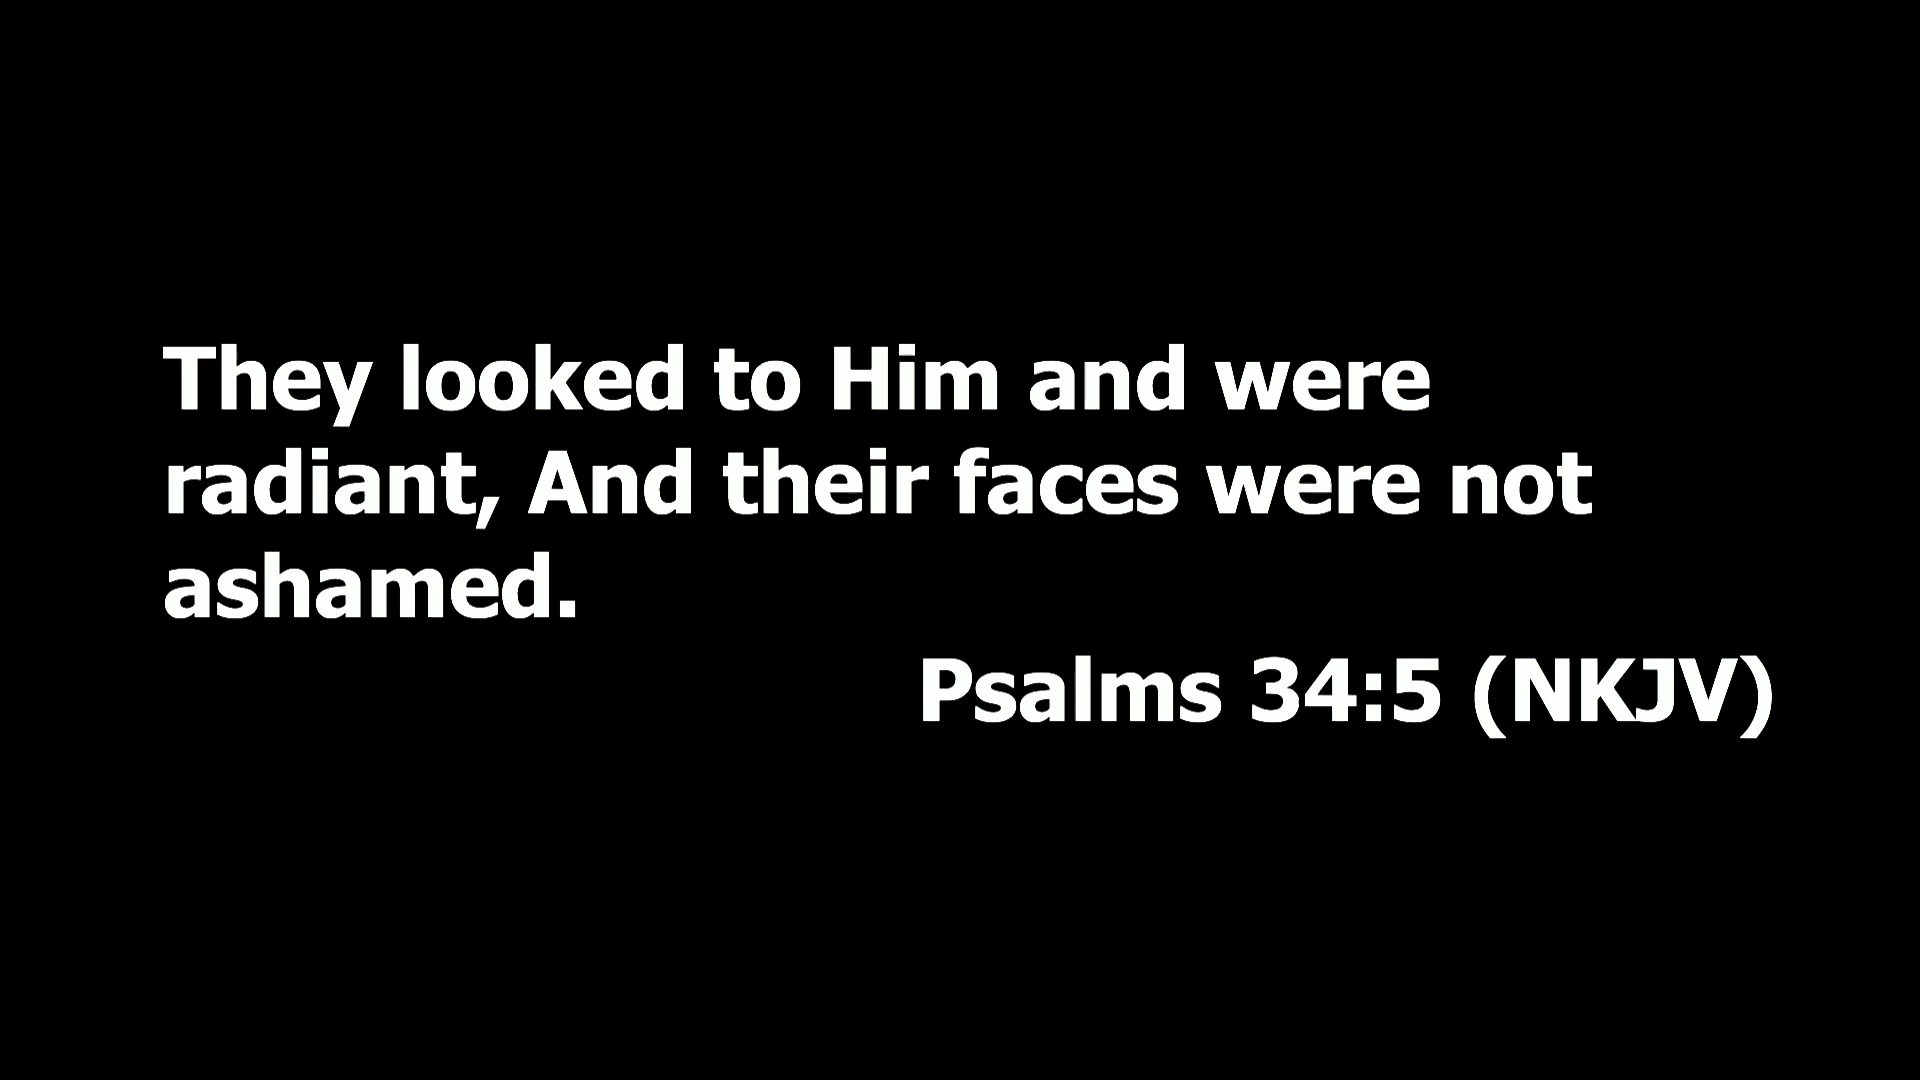 They looked to Him and were
radiant, And their faces were not
ashamed.
Psalms 34:5 (NKJV)